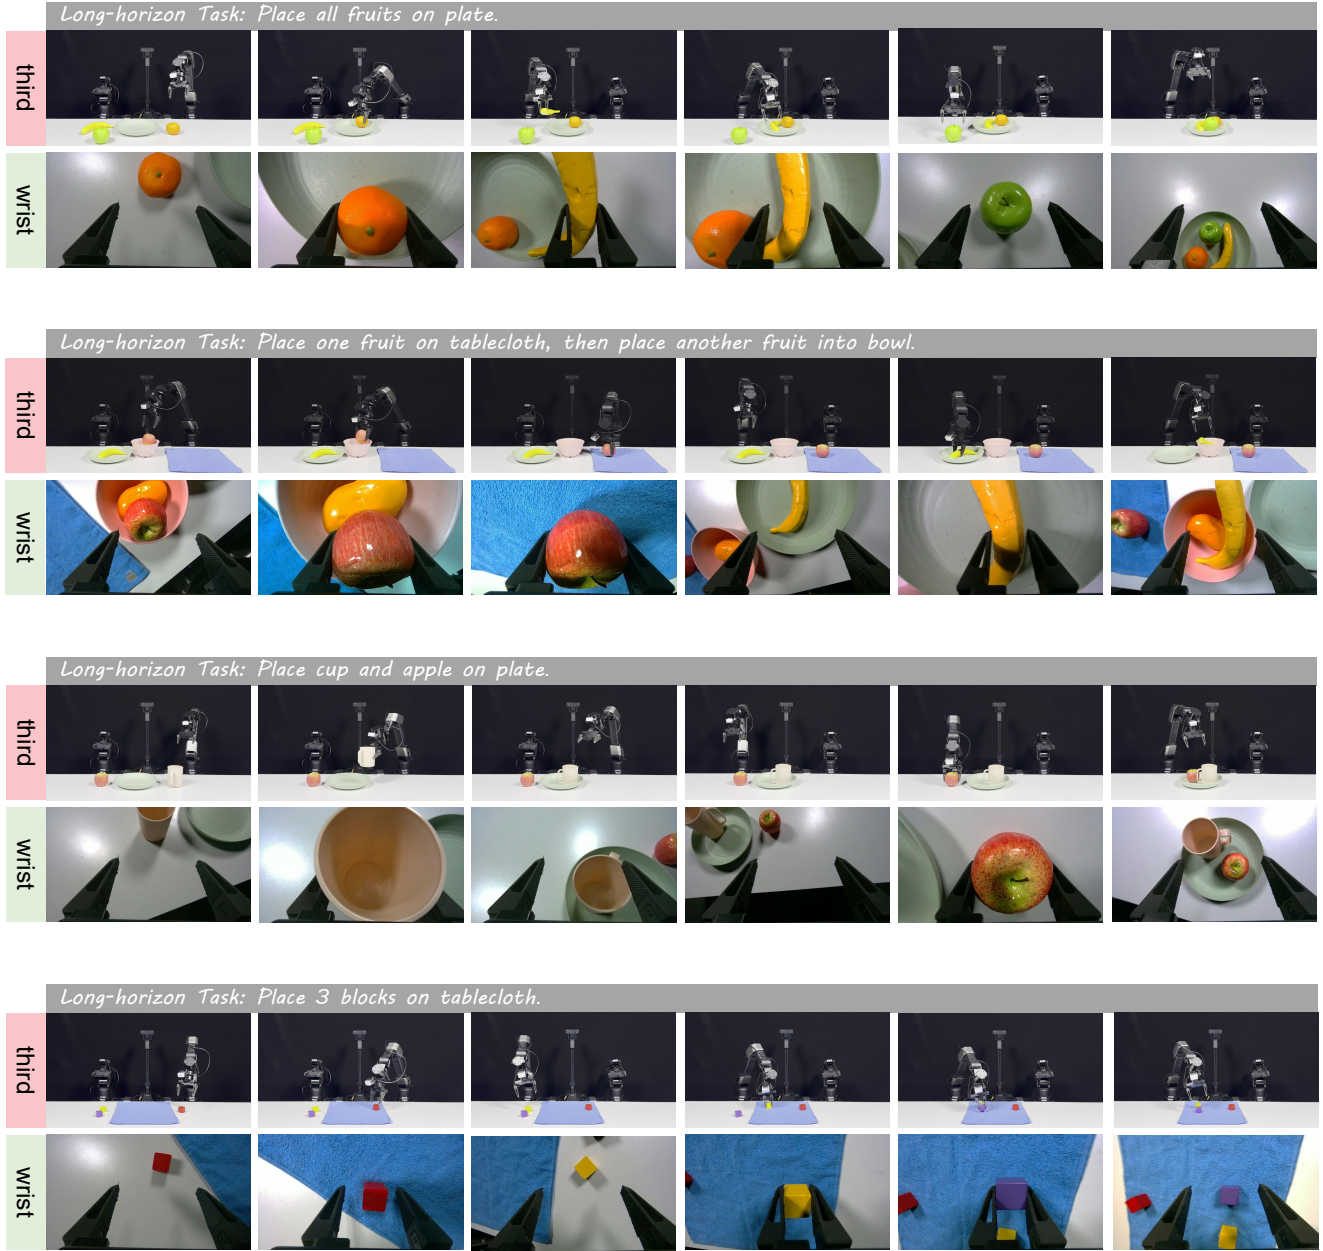 Long-horizon Task: Place all fruits on plate.
third
wrist
Long-horizon Task: Place one fruit on tablecloth, then place another fruit into bowl.
third
wrist
Long-horizon Task: Place cup and apple on plate.
third
wrist
Long-horizon Task: Place 3 blocks on tablecloth.
third
wrist